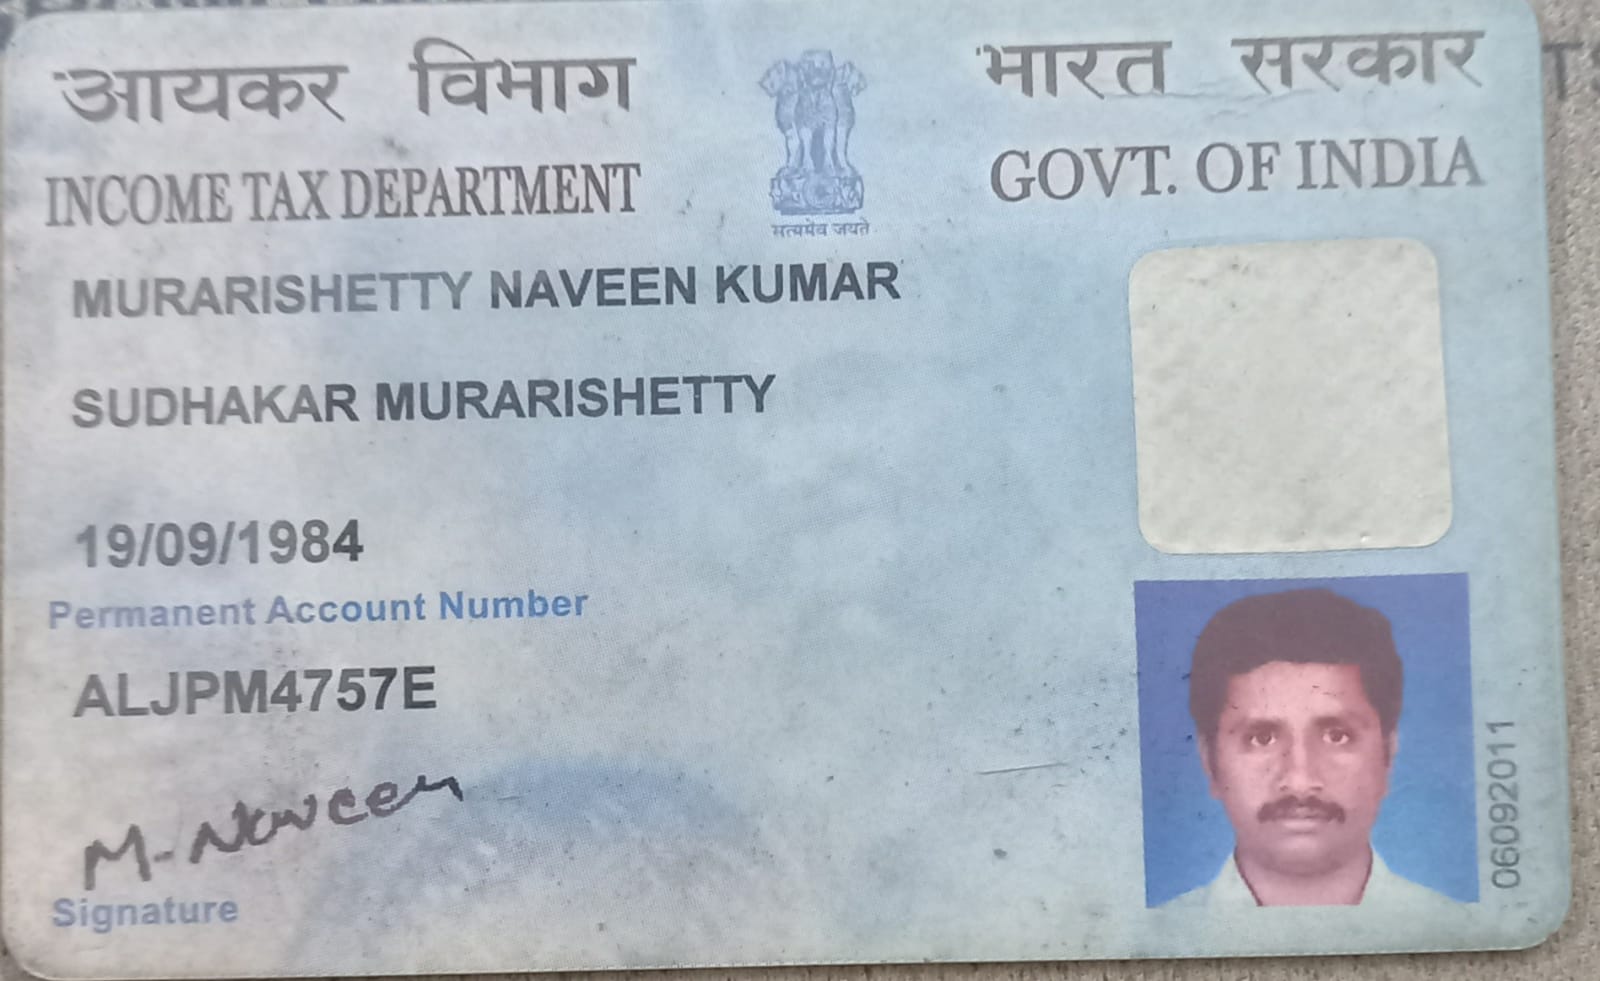 आयकर विभाग
INCOME TAX DEPARTMENT
सत्यमेव जयते
भारत सरकार
GOVT. OF INDIA
MURARISHETTY NAVEEN KUMAR
SUDHAKAR MURARISHETTY
19/09/1984
Permanent Account Number
ALJPM4757E
M-Naveen
Signature
06092011